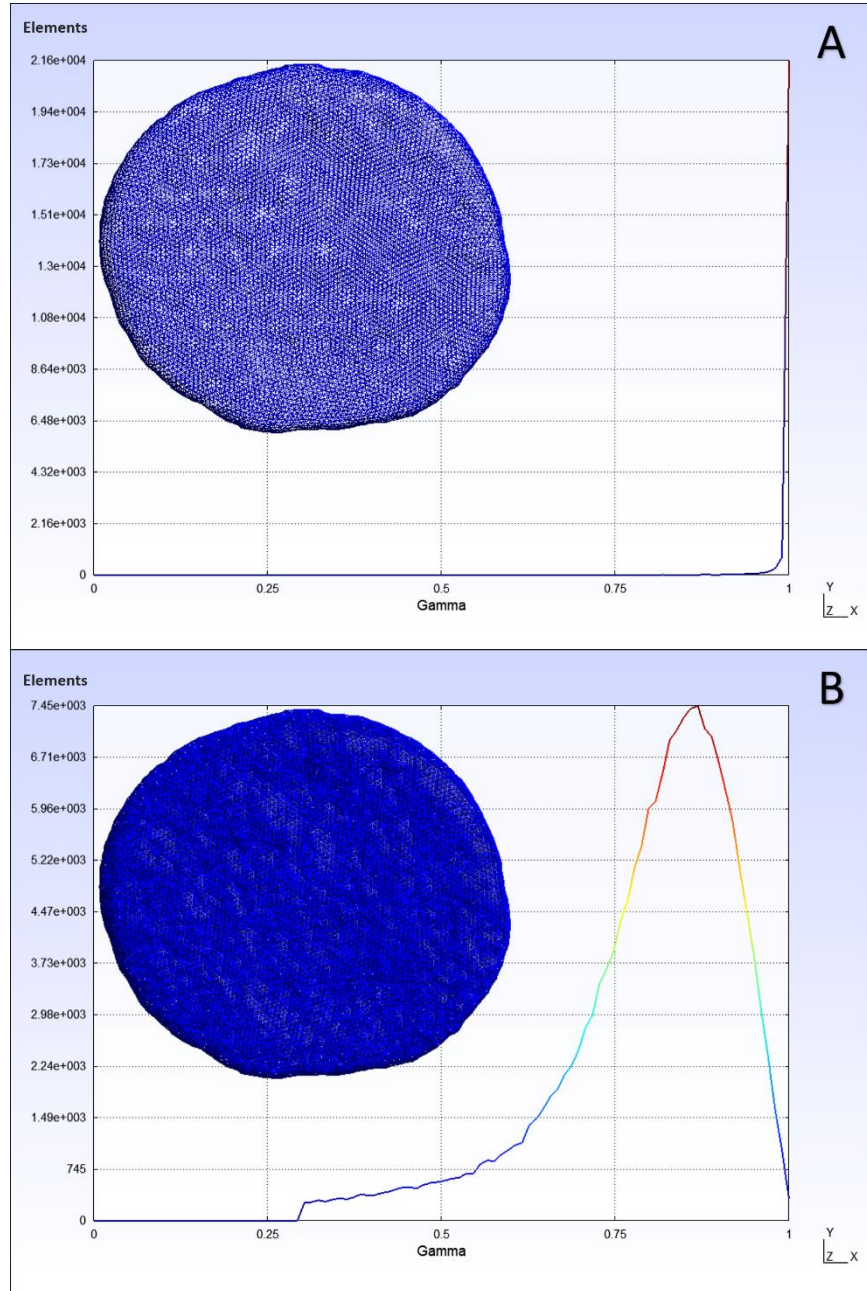 Elements
A
2.16e+004
1.94e+004
1.73e+004
1.51e+004
1.3e+004
1.08e+004
8.64e+003
6.48e+003
4.32e+003
2.16e+003
0
0 0.25 0.5 0.75 1
Gamma
Y
Z X
Elements
B
7.45e+003
6.71e+003
5.96e+003
5.22e+003
4.47e+003
3.73e+003
2.98e+003
2.24e+003
1.49e+003
745
0
0 0.25 0.5 0.75 1
Gamma
Y
Z X